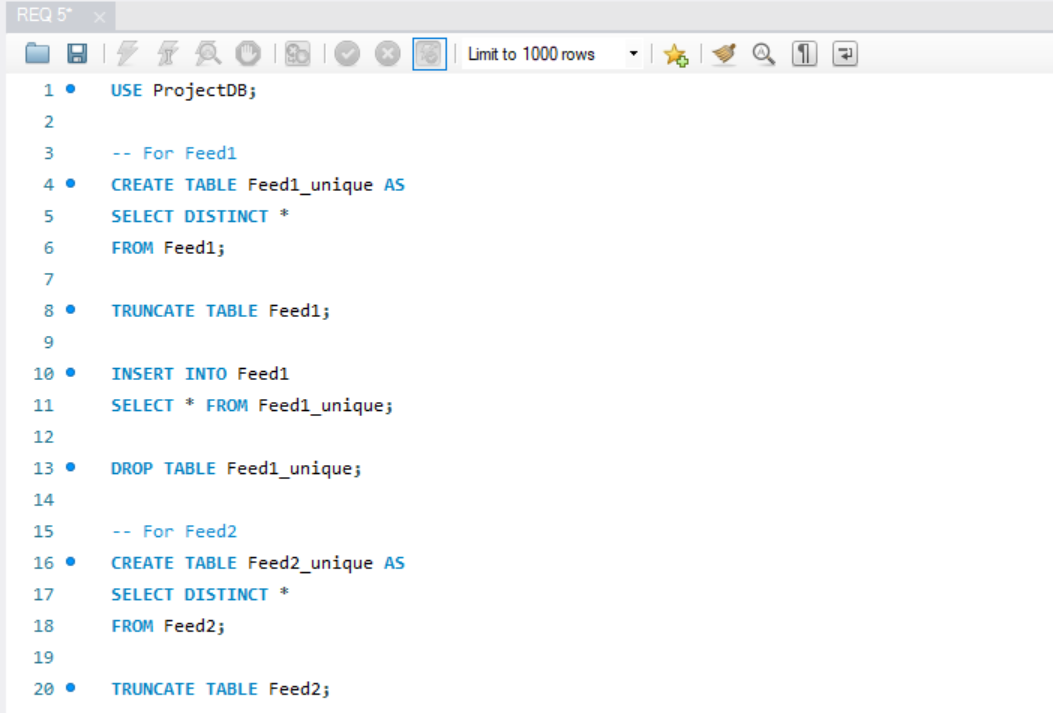 REQ 5*
Limit to 1000 rows
1 USE ProjectDB;
2
3 -- For Feed1
4 CREATE TABLE Feed1_unique AS
5 SELECT DISTINCT *
6 FROM Feed1;
7
8 TRUNCATE TABLE Feed1;
9
10 INSERT INTO Feed1
11 SELECT * FROM Feed1_unique;
12
13 DROP TABLE Feed1_unique;
14
15 -- For Feed2
16 CREATE TABLE Feed2_unique AS
17 SELECT DISTINCT *
18 FROM Feed2;
19
20 TRUNCATE TABLE Feed2;